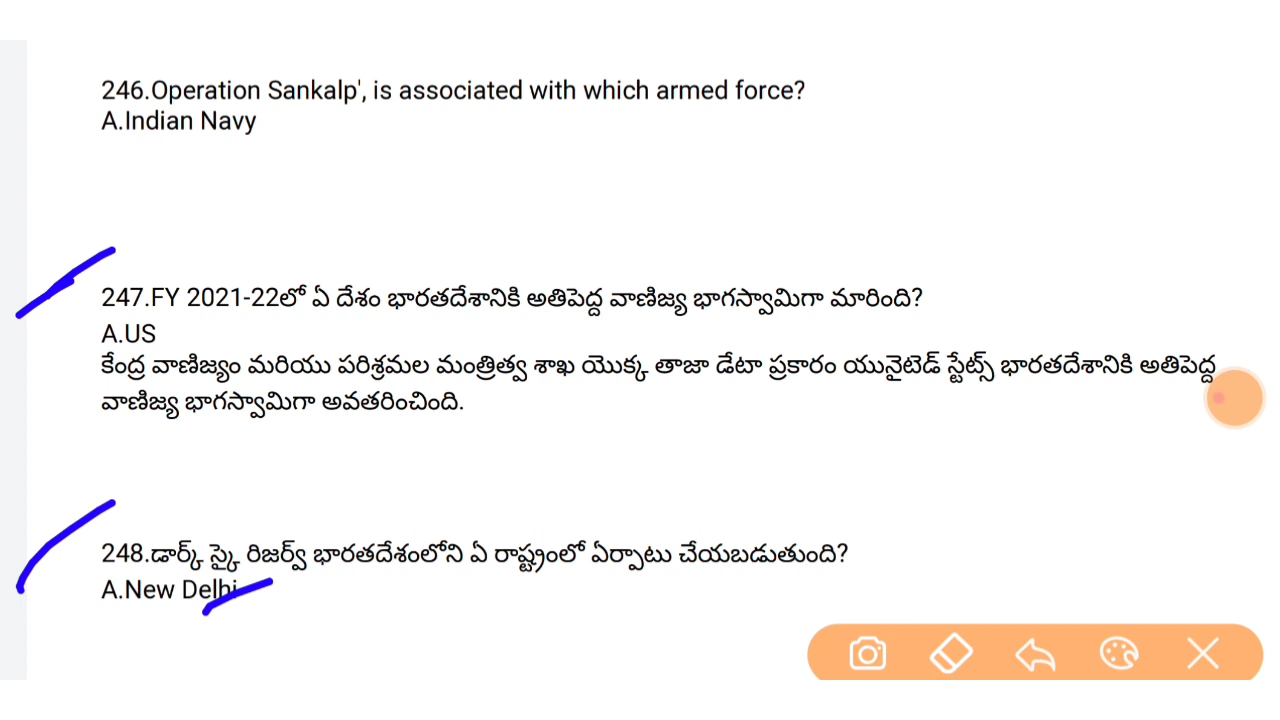 246.Operation Sankalp', is associated with which armed force?
A.Indian Navy
247.FY 2021-22లో ఏ దేశం భారతదేశానికి అతిపెద్ద వాణిజ్య భాగస్వామిగా మారింది?
A.US
కేంద్ర వాణిజ్యం మరియు పరిశ్రమల మంత్రిత్వ శాఖ యొక్క తాజా డేటా ప్రకారం యునైటెడ్ స్టేట్స్ భారతదేశానికి అతిపెద్ద
వాణిజ్య భాగస్వామిగా అవతరించింది.
248.డార్క్ స్కై రిజర్వ్ భారతదేశంలోని ఏ రాష్ట్రంలో ఏర్పాటు చేయబడుతుంది?
A.New Delhi